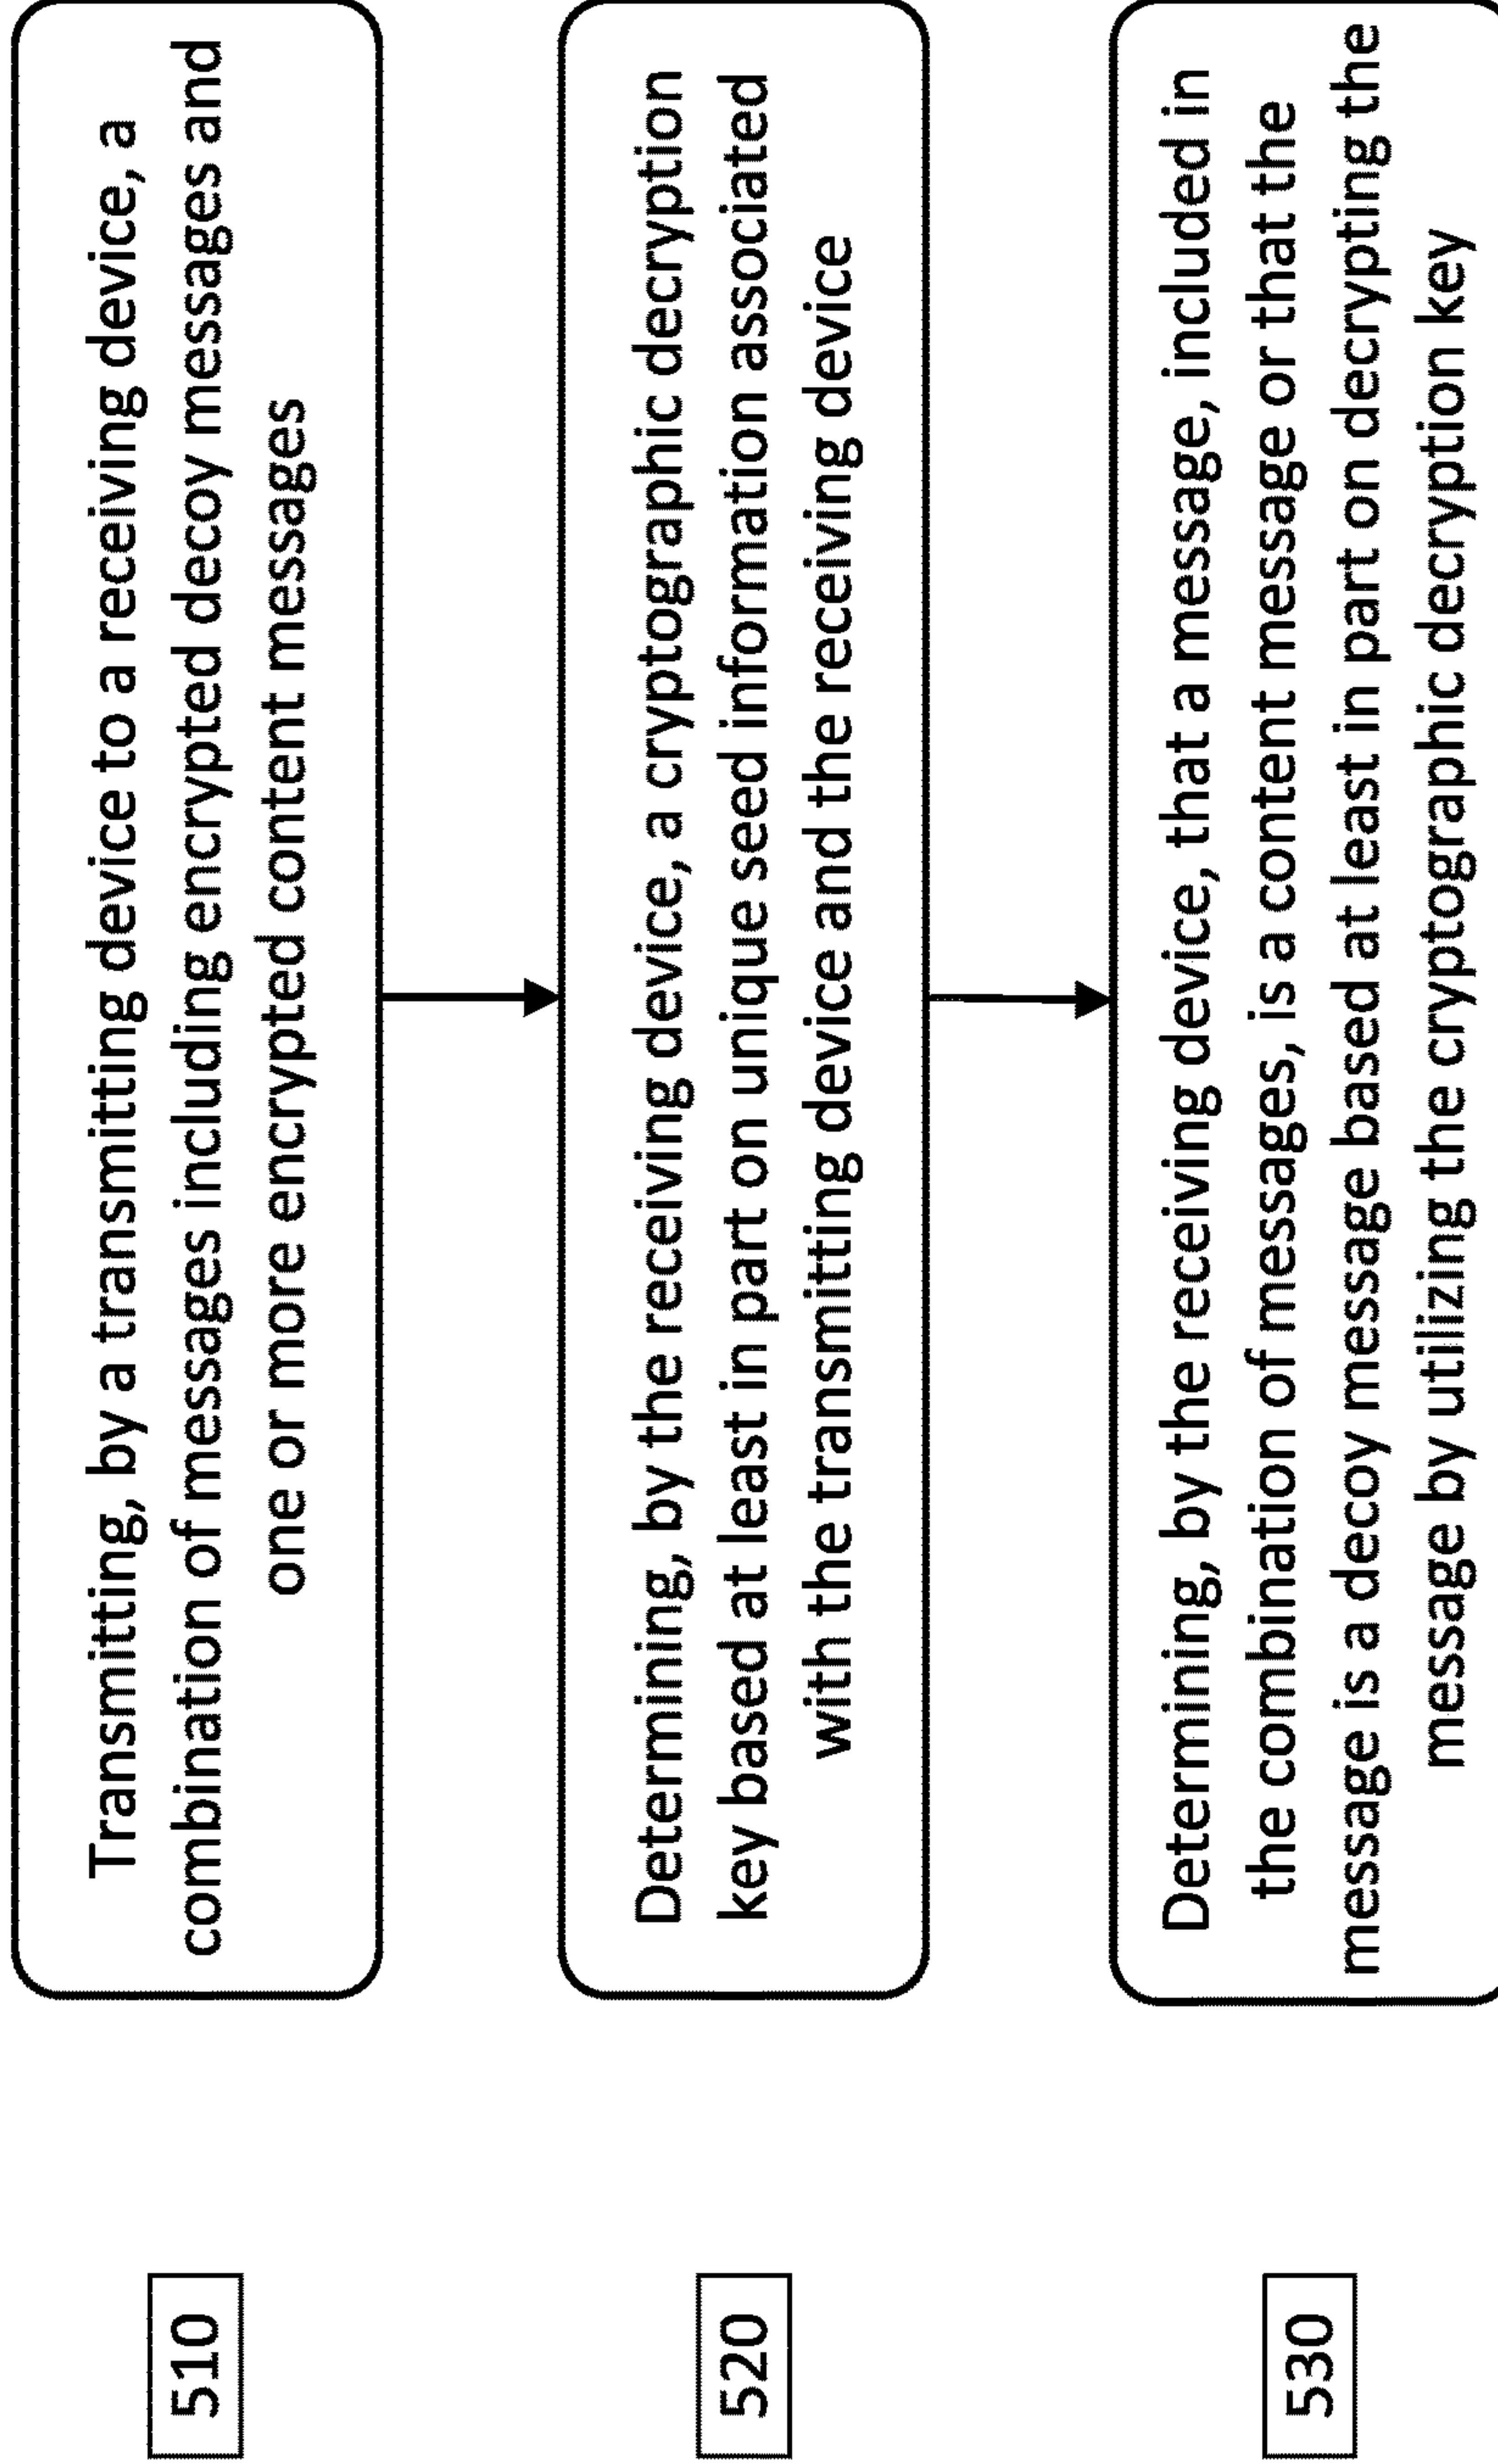 510
Transmitting, by a transmitting device to a receiving device, a
combination of messages including encrypted decoy messages and
one or more encrypted content messages
520
Determining, by the receiving device, a cryptographic decryption
key based at least in part on unique seed information associated
with the transmitting device and the receiving device
530
Determining, by the receiving device, that a message, included in
the combination of messages, is a content message or that the
message is a decoy message based at least in part on decrypting the
message by utilizing the cryptographic decryption key